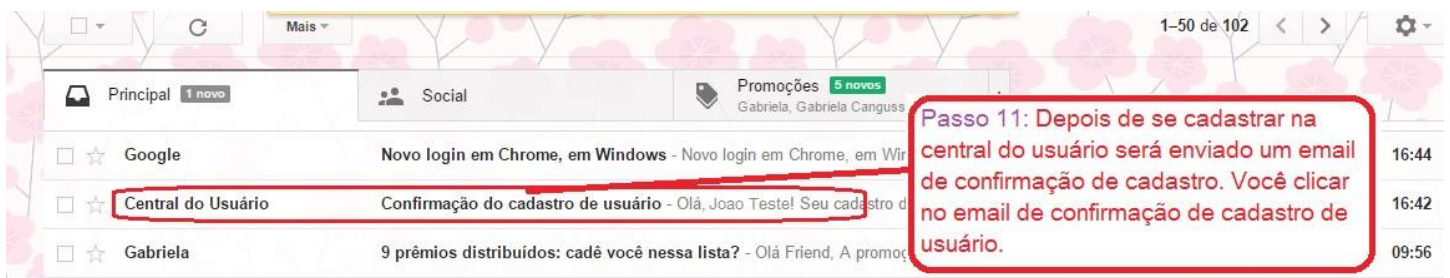 Mais
1–50 de 102
Principal 1 novo
Social
Promoções 5 novos
Gabriela, Gabriela Canguss
Passo 11: Depois de se cadastrar na
central do usuário será enviado um email
de confirmação de cadastro. Você clicar
no email de confirmação de cadastro de
usuário.
Google Novo login em Chrome, em Windows - Novo login em Chrome, em Wir 16:44
Central do Usuário Confirmação do cadastro de usuário - Olá, Joao Teste! Seu cadastro d 16:42
Gabriela 9 prêmios distribuídos: cadê você nessa lista? - Olá Friend, A promoç 09:56